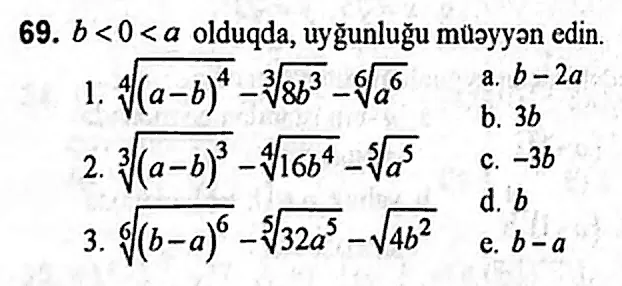 69. b < 0 < a olduqda, uyğunluğu müəyyən edin.
1. ⁴√(a−b)⁴ − ³√8b³ − ⁶√a⁶
a. b − 2a
b. 3b
2. ³√(a−b)³ − ⁴√16b⁴ − ⁵√a⁵
c. −3b
d. b
3. ⁶√(b−a)⁶ − ⁵√32a⁵ − √4b²
e. b − a